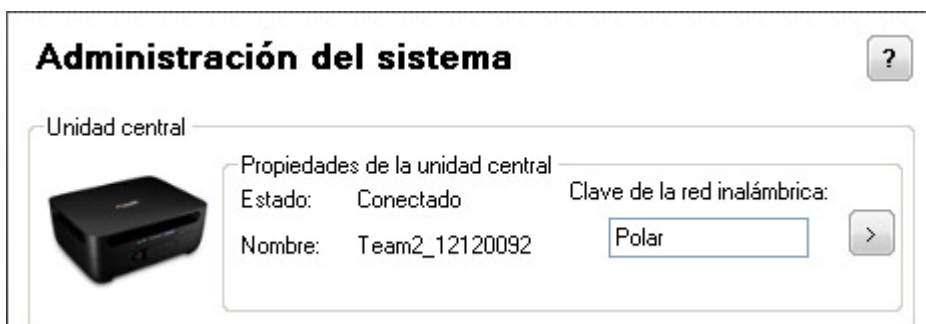 Administración del sistema
?
Unidad central
Propiedades de la unidad central
Estado: Conectado
Clave de la red inalámbrica:
Nombre: Team2_12120092
Polar
>